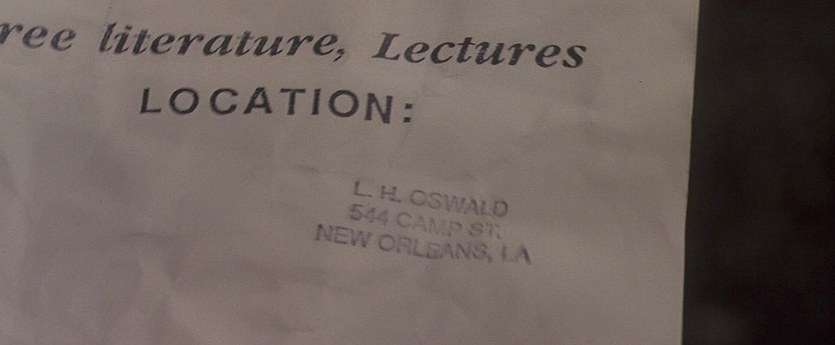 ree literature, Lectures
LOCATION:
L. H. OSWALD
544 CAMP ST.
NEW ORLEANS, LA